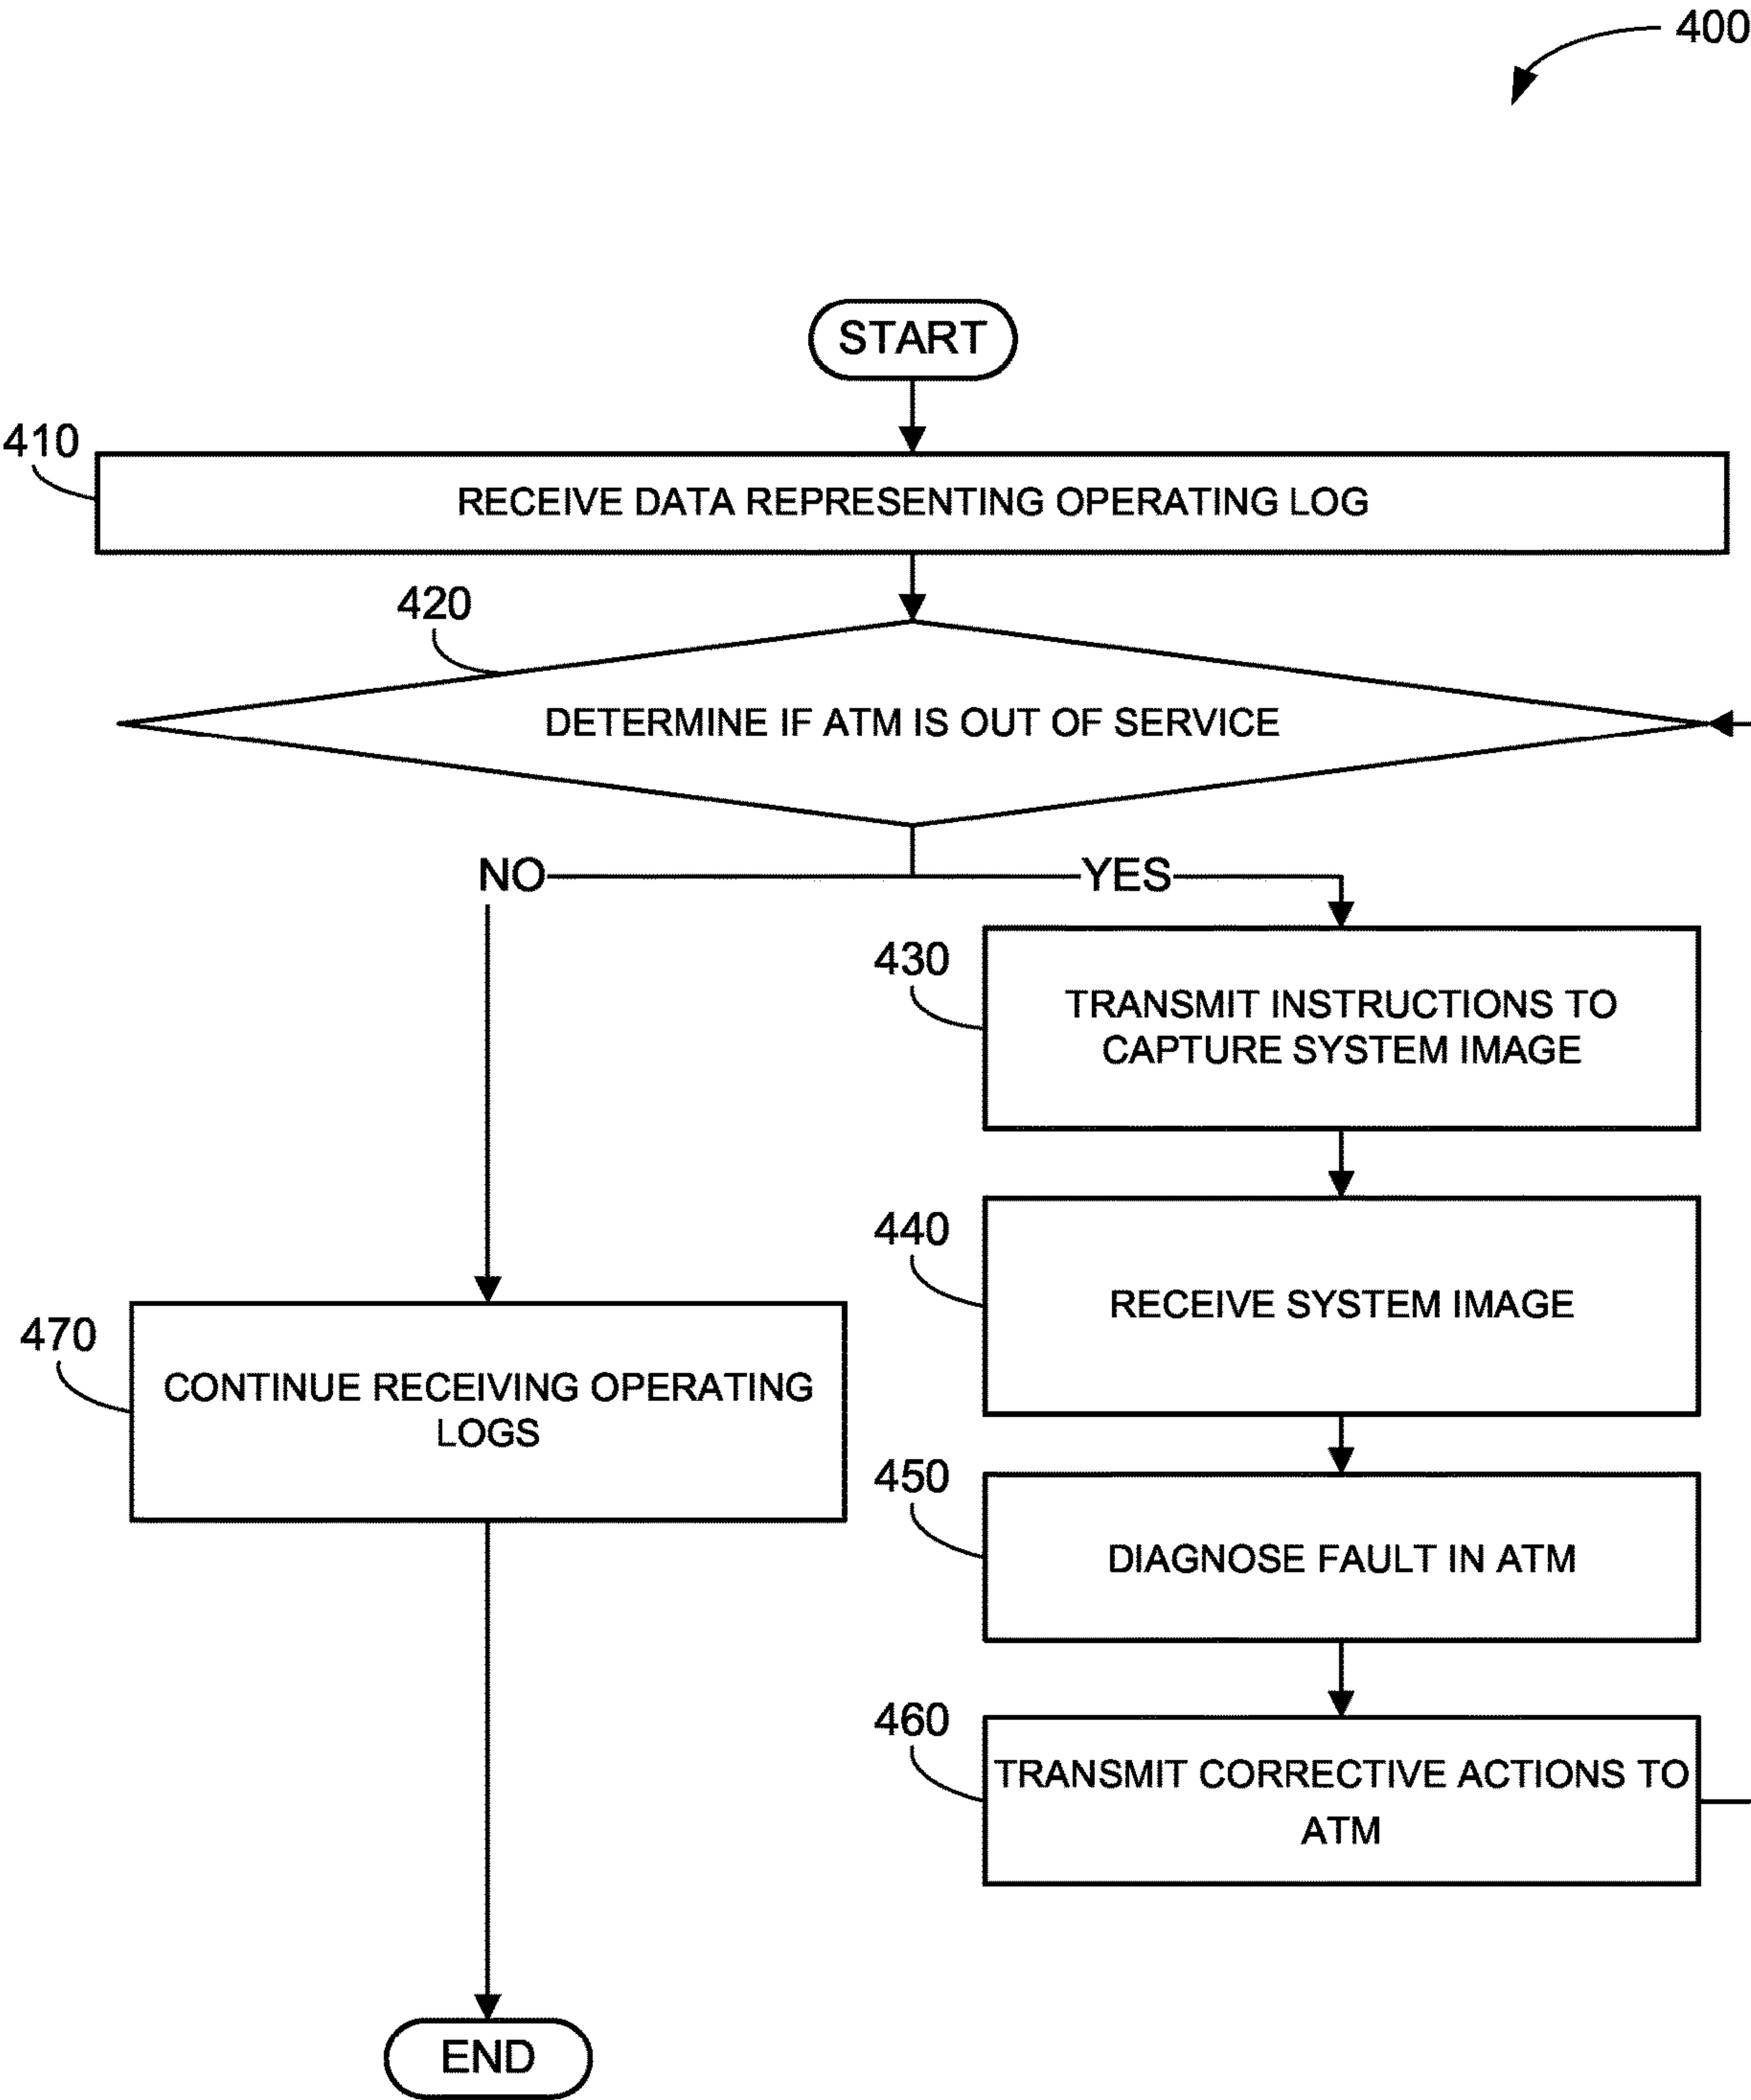 400
START
410
RECEIVE DATA REPRESENTING OPERATING LOG
420
DETERMINE IF ATM IS OUT OF SERVICE
NO
YES
430
TRANSMIT INSTRUCTIONS TO
CAPTURE SYSTEM IMAGE
440
RECEIVE SYSTEM IMAGE
470
CONTINUE RECEIVING OPERATING
LOGS
450
DIAGNOSE FAULT IN ATM
460
TRANSMIT CORRECTIVE ACTIONS TO
ATM
END